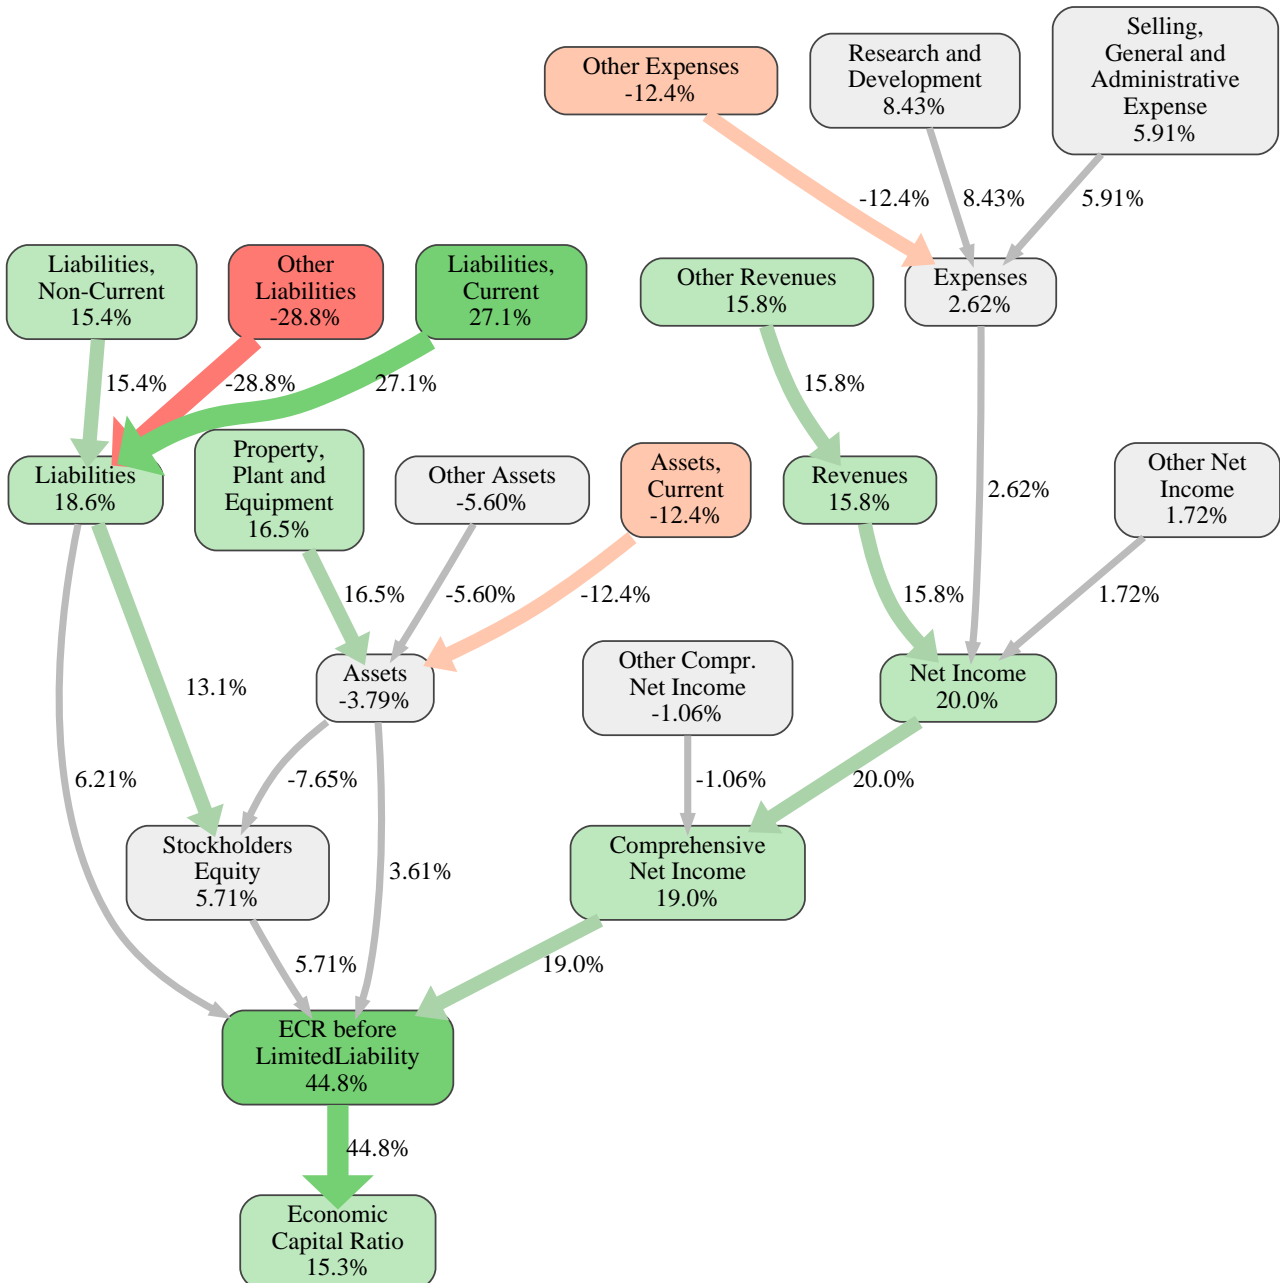 Selling,
General and
Administrative
Expense
5.91%
Research and
Development
8.43%
Other Expenses
-12.4%
-12.4%
8.43%
5.91%
Liabilities,
Non-Current
15.4%
Other
Liabilities
-28.8%
Liabilities,
Current
27.1%
Other Revenues
15.8%
Expenses
2.62%
15.4%
-28.8%
27.1%
15.8%
Property,
Plant and
Equipment
16.5%
Other Assets
-5.60%
Assets,
Current
-12.4%
Liabilities
18.6%
Revenues
15.8%
2.62%
Other Net
Income
1.72%
16.5%
-5.60%
-12.4%
15.8%
1.72%
13.1%
Assets
-3.79%
Other Compr.
Net Income
-1.06%
Net Income
20.0%
6.21%
-7.65%
-1.06%
20.0%
Stockholders
Equity
5.71%
3.61%
Comprehensive
Net Income
19.0%
5.71%
19.0%
ECR before
LimitedLiability
44.8%
44.8%
Economic
Capital Ratio
15.3%